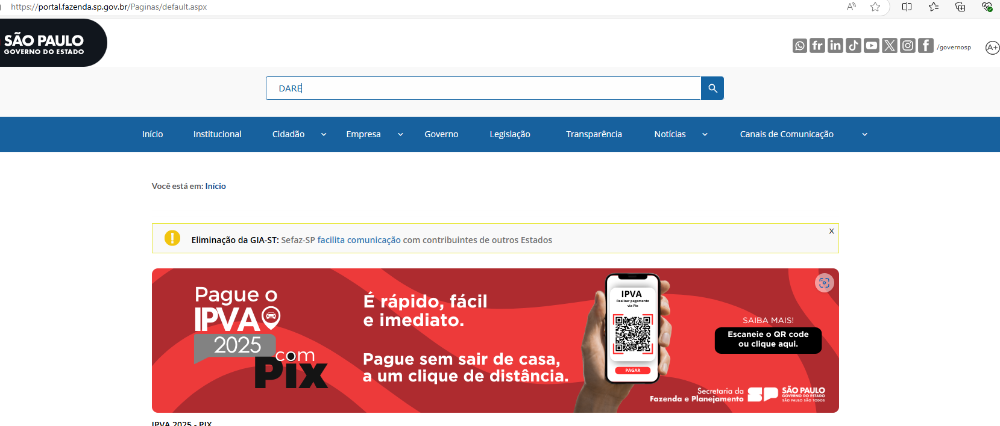 https://portal.fazenda.sp.gov.br/Paginas/default.aspx
SÃO PAULO
GOVERNO DO ESTADO
/governosp
A+
DARE
Início Institucional Cidadão Empresa Governo Legislação Transparência Notícias Canais de Comunicação
Você está em: Início
X
Eliminação da GIA-ST: Sefaz-SP facilita comunicação com contribuintes de outros Estados
Pague o
IPVA
2025
com
Pix
É rápido, fácil
e imediato.
Pague sem sair de casa,
a um clique de distância.
IPVA
Realizar pagamento
via Pix
PAGAR
SAIBA MAIS!
Escaneie o QR code
ou clique aqui.
Secretaria da
Fazenda e Planejamento
SP
SÃO PAULO
GOVERNO DO ESTADO
SÃO PAULO SÃO TODOS
IPVA 2025 - PIX